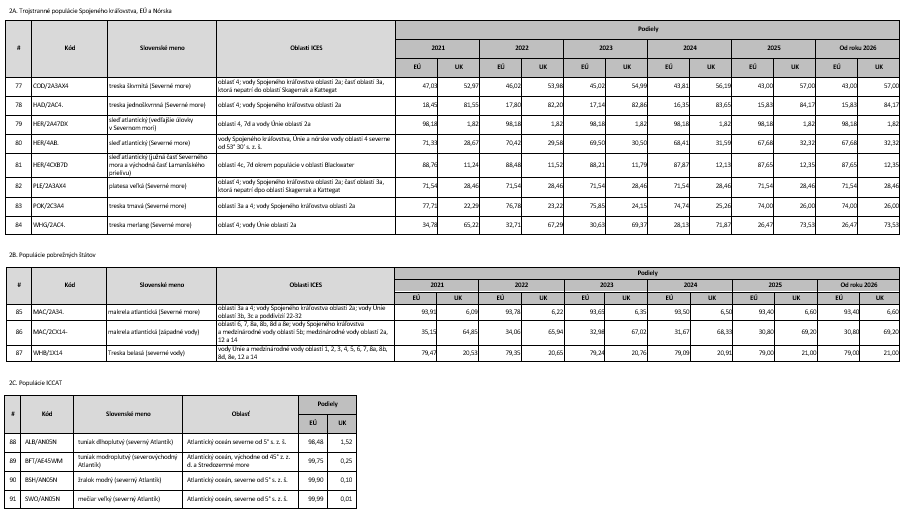 2A. Trojstranné populácie Spojeného kráľovstva, EÚ a Nórska
# Kód Slovenské meno Oblasti ICES Podiely
2021 2022 2023 2024 2025 Od roku 2026
EÚ UK EÚ UK EÚ UK EÚ UK EÚ UK EÚ UK
77 COD/2A3AX4 treska škvrnitá (Severné more) oblasť 4; vody Spojeného kráľovstva oblasti 2a; časť oblasti 3a, ktorá nepatrí do oblasti Skagerrak a Kattegat 47,03 52,97 46,02 53,98 45,02 54,99 43,81 56,19 43,00 57,00 43,00 57,00
78 HAD/2AC4. treska jednoškvrnná (Severné more) oblasť 4; vody Spojeného kráľovstva oblasti 2a 18,45 81,55 17,80 82,20 17,14 82,86 16,35 83,65 15,83 84,17 15,83 84,17
79 HER/2A47DX sleď atlantický (vedľajšie úlovky v Severnom mori) oblasti 4, 7d a vody Únie oblasti 2a 98,18 1,82 98,18 1,82 98,18 1,82 98,18 1,82 98,18 1,82 98,18 1,82
80 HER/4AB. sleď atlantický (Severné more) vody Spojeného kráľovstva, Únie a nórske vody oblasti 4 severne od 53° 30' s. z. š. 71,33 28,67 70,42 29,58 69,50 30,50 68,41 31,59 67,68 32,32 67,68 32,32
81 HER/4CXB7D sleď atlantický (južná časť Severného mora a východná časť Lamanšského prielivu) oblasti 4c, 7d okrem populácie v oblasti Blackwater 88,76 11,24 88,48 11,52 88,21 11,79 87,87 12,13 87,65 12,35 87,65 12,35
82 PLE/2A3AX4 platesa veľká (Severné more) oblasť 4; vody Spojeného kráľovstva oblasti 2a; časť oblasti 3a, ktorá nepatrí do oblasti Skagerrak a Kattegat 71,54 28,46 71,54 28,46 71,54 28,46 71,54 28,46 71,54 28,46 71,54 28,46
83 POK/2C3A4 treska tmavá (Severné more) oblasti 3a a 4; vody Spojeného kráľovstva oblasti 2a 77,71 22,29 76,78 23,22 75,85 24,15 74,74 25,26 74,00 26,00 74,00 26,00
84 WHG/2AC4. treska merlang (Severné more) oblasť 4; vody Únie oblasti 2a 34,78 65,22 32,71 67,29 30,63 69,37 28,13 71,87 26,47 73,53 26,47 73,53
2B. Populácie pobrežných štátov
# Kód Slovenské meno Oblasti ICES Podiely
2021 2022 2023 2024 2025 Od roku 2026
EÚ UK EÚ UK EÚ UK EÚ UK EÚ UK EÚ UK
85 MAC/2A34. makrela atlantická (Severné more) oblasti 3a a 4; vody Spojeného kráľovstva oblasti 2a; vody Únie oblastí 3b, 3c a poddivízií 22-32 93,91 6,09 93,78 6,22 93,65 6,35 93,50 6,50 93,40 6,60 93,40 6,60
86 MAC/2CX14- makrela atlantická (západné vody) oblasti 6, 7, 8a, 8b, 8d a 8e; vody Spojeného kráľovstva a medzinárodné vody oblasti 5b; medzinárodné vody oblastí 2a, 12 a 14 35,15 64,85 34,06 65,94 32,98 67,02 31,67 68,33 30,80 69,20 30,80 69,20
87 WHB/1X14 Treska belasá (severné vody) vody Únie a medzinárodné vody oblastí 1, 2, 3, 4, 5, 6, 7, 8a, 8b, 8d, 8e, 12 a 14 79,47 20,53 79,35 20,65 79,24 20,76 79,09 20,91 79,00 21,00 79,00 21,00
2C. Populácie ICCAT
# Kód Slovenské meno Oblasť Podiely
EÚ UK
88 ALB/AN05N tuniak dlhoplutvý (severný Atlantik) Atlantický oceán severne od 5° s. z. š. 98,48 1,52
89 BFT/AE45WM tuniak modroplutvý (severovýchodný Atlantik) Atlantický oceán, východne od 45° z. z. d. a Stredozemné more 99,75 0,25
90 BSH/AN05N žralok modrý (severný Atlantik) Atlantický oceán severne od 5° s. z. š. 99,90 0,10
91 SWO/AN05N mečiar veľký (severný Atlantik) Atlantický oceán, severne od 5° s. z. š. 99,99 0,01